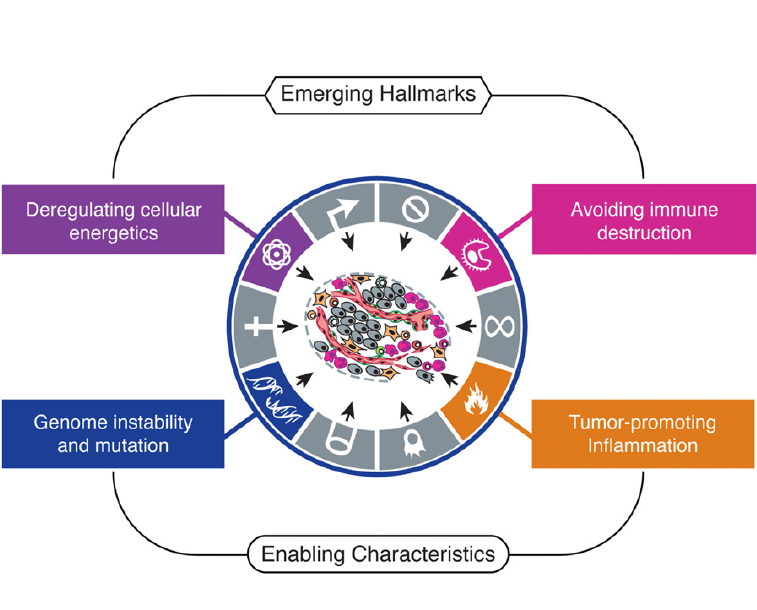 Emerging Hallmarks
Deregulating cellular
energetics
Avoiding immune
destruction
Genome instability
and mutation
Tumor-promoting
Inflammation
Enabling Characteristics